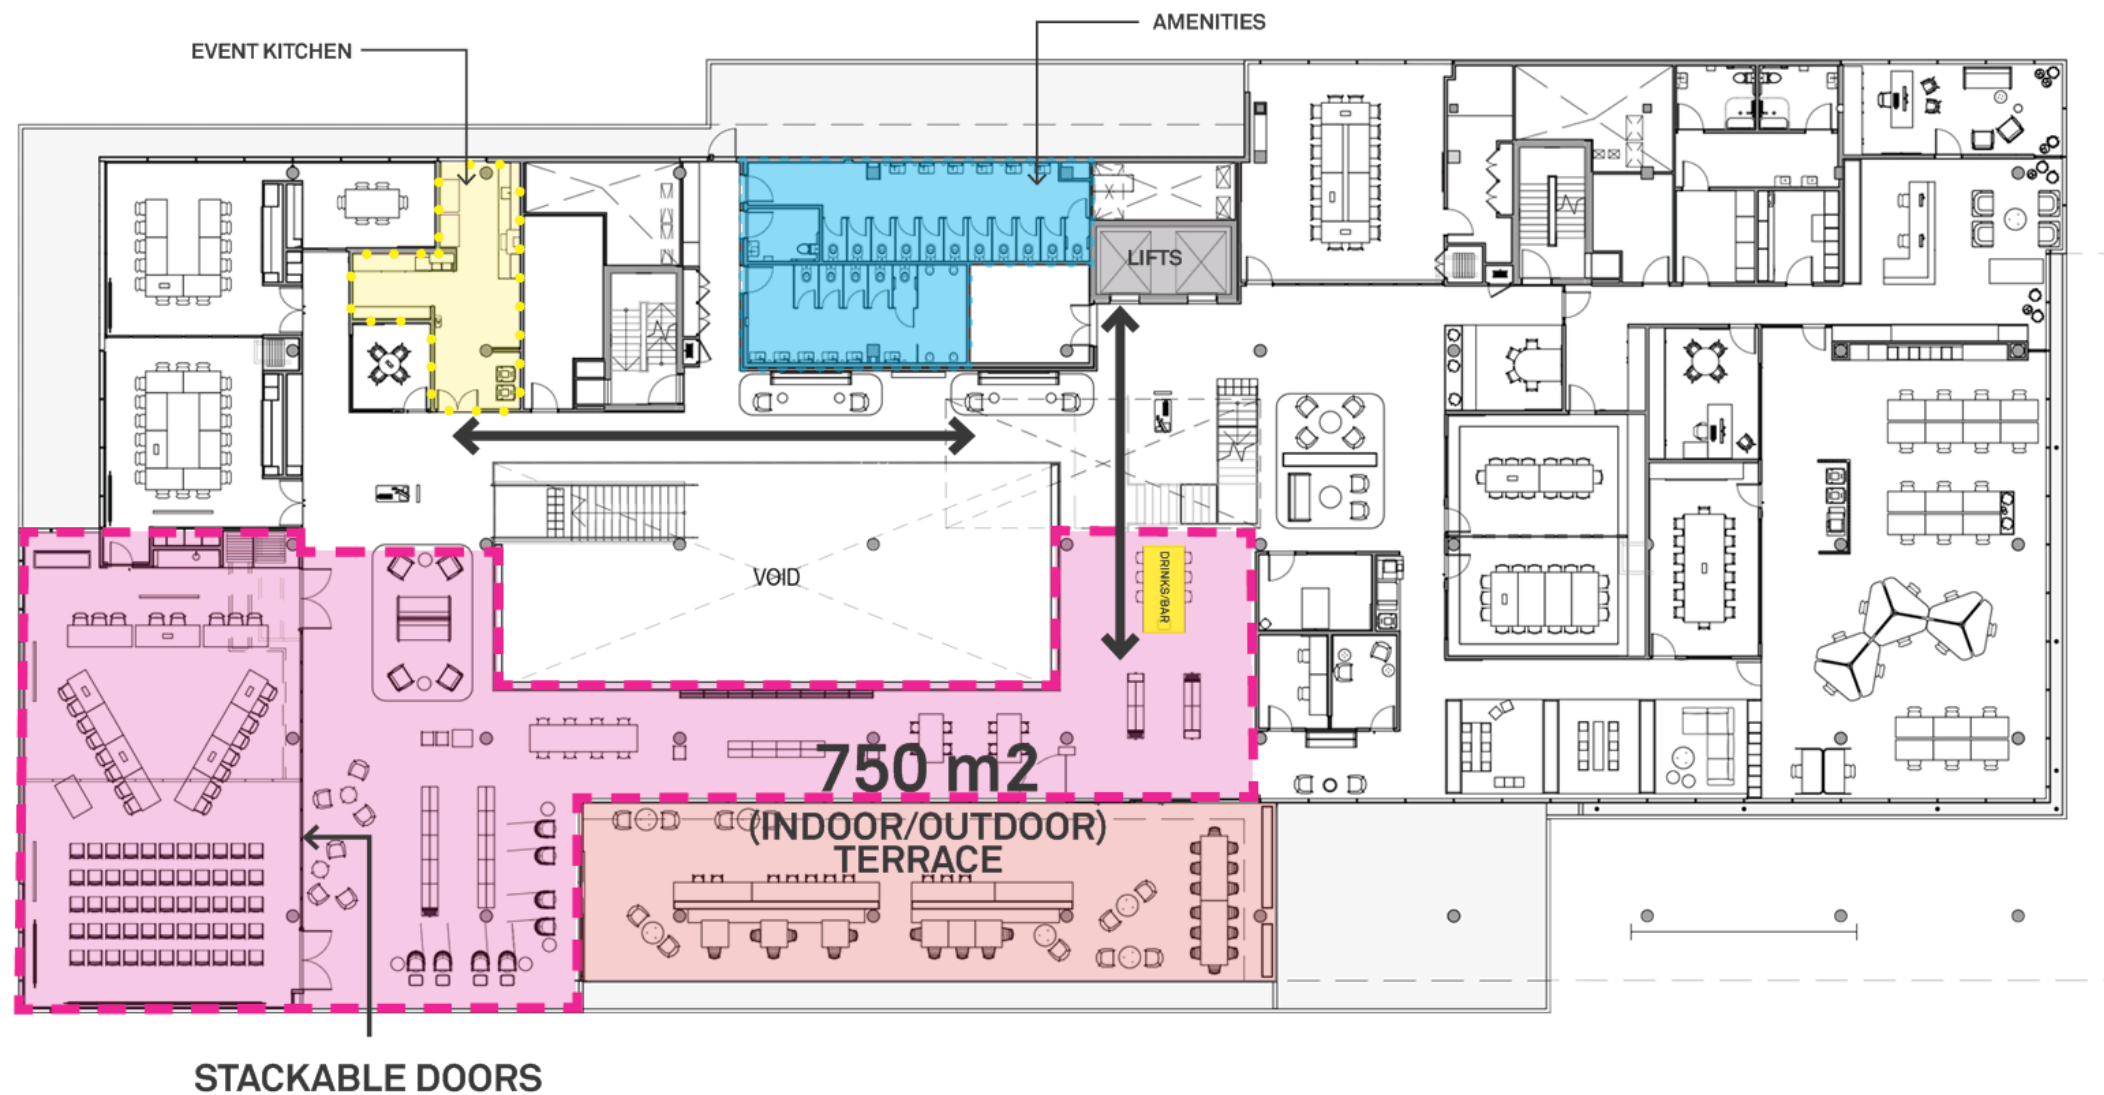 AMENITIES
EVENT KITCHEN
LIFTS
VOID
DRINKS/BAR
750 m2
(INDOOR/OUTDOOR)
TERRACE
STACKABLE DOORS